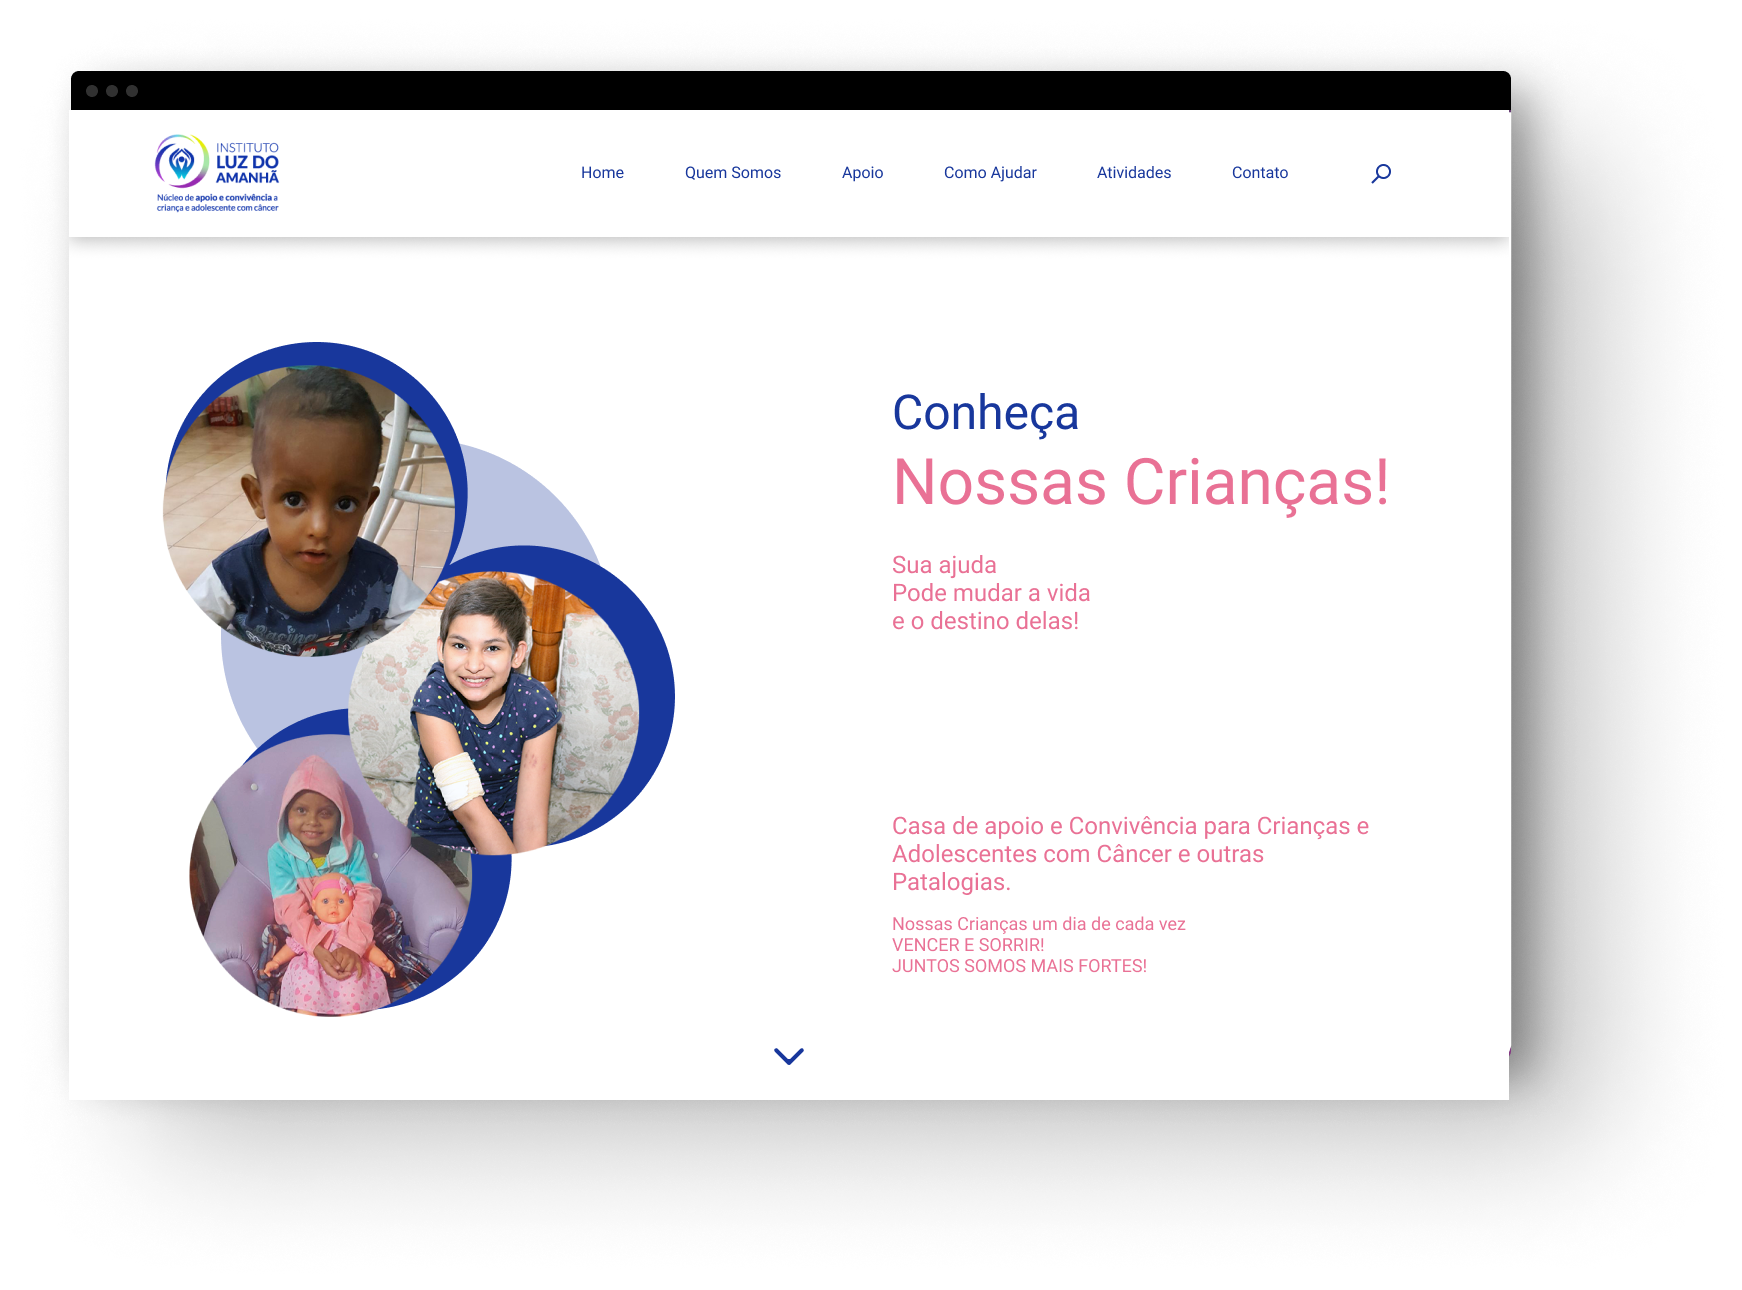 INSTITUTO
LUZ DO
AMANHÃ
Núcleo de apoio e convivência a
criança e adolescente com câncer
Home
Quem Somos
Apoio
Como Ajudar
Atividades
Contato
Conheça
Nossas Crianças!
Sua ajuda
Pode mudar a vida
e o destino delas!
Casa de apoio e Convivência para Crianças e
Adolescentes com Câncer e outras
Patalogias.
Nossas Crianças um dia de cada vez
VENCER E SORRIR!
JUNTOS SOMOS MAIS FORTES!